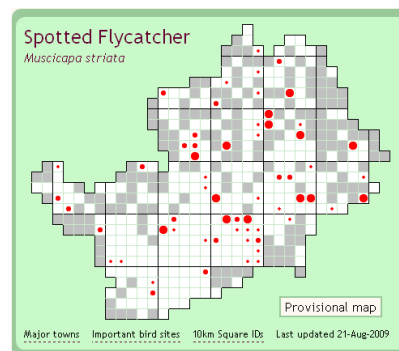 Spotted Flycatcher
Muscicapa striata
Provisional map
Major towns Important bird sites 10km Square IDs Last updated 21-Aug-2009